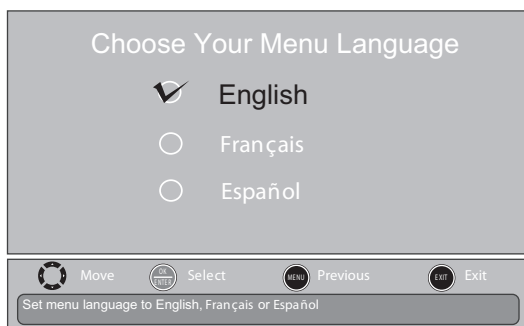 Choose Your Menu Language
English
Français
Español
Move OK ENTER Select MENU Previous EXIT Exit
Set menu language to English, Français or Español